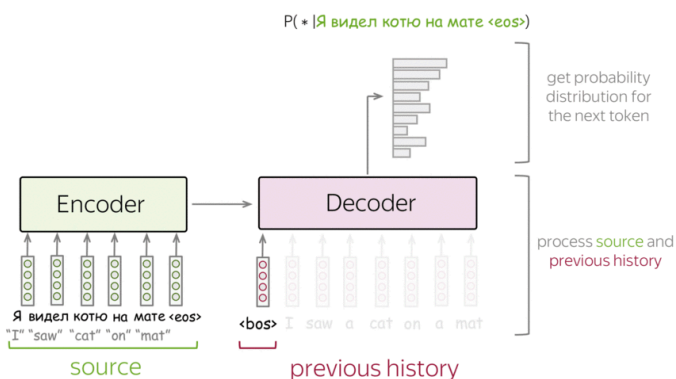 P( * |Я видел котю на мате <eos>)
get probability
distribution for
the next token
Encoder
Decoder
process source and
previous history
Я видел котю на мате <eos>
"I" "saw" "cat" "on" "mat"
<bos> I saw a cat on a mat
source
previous history